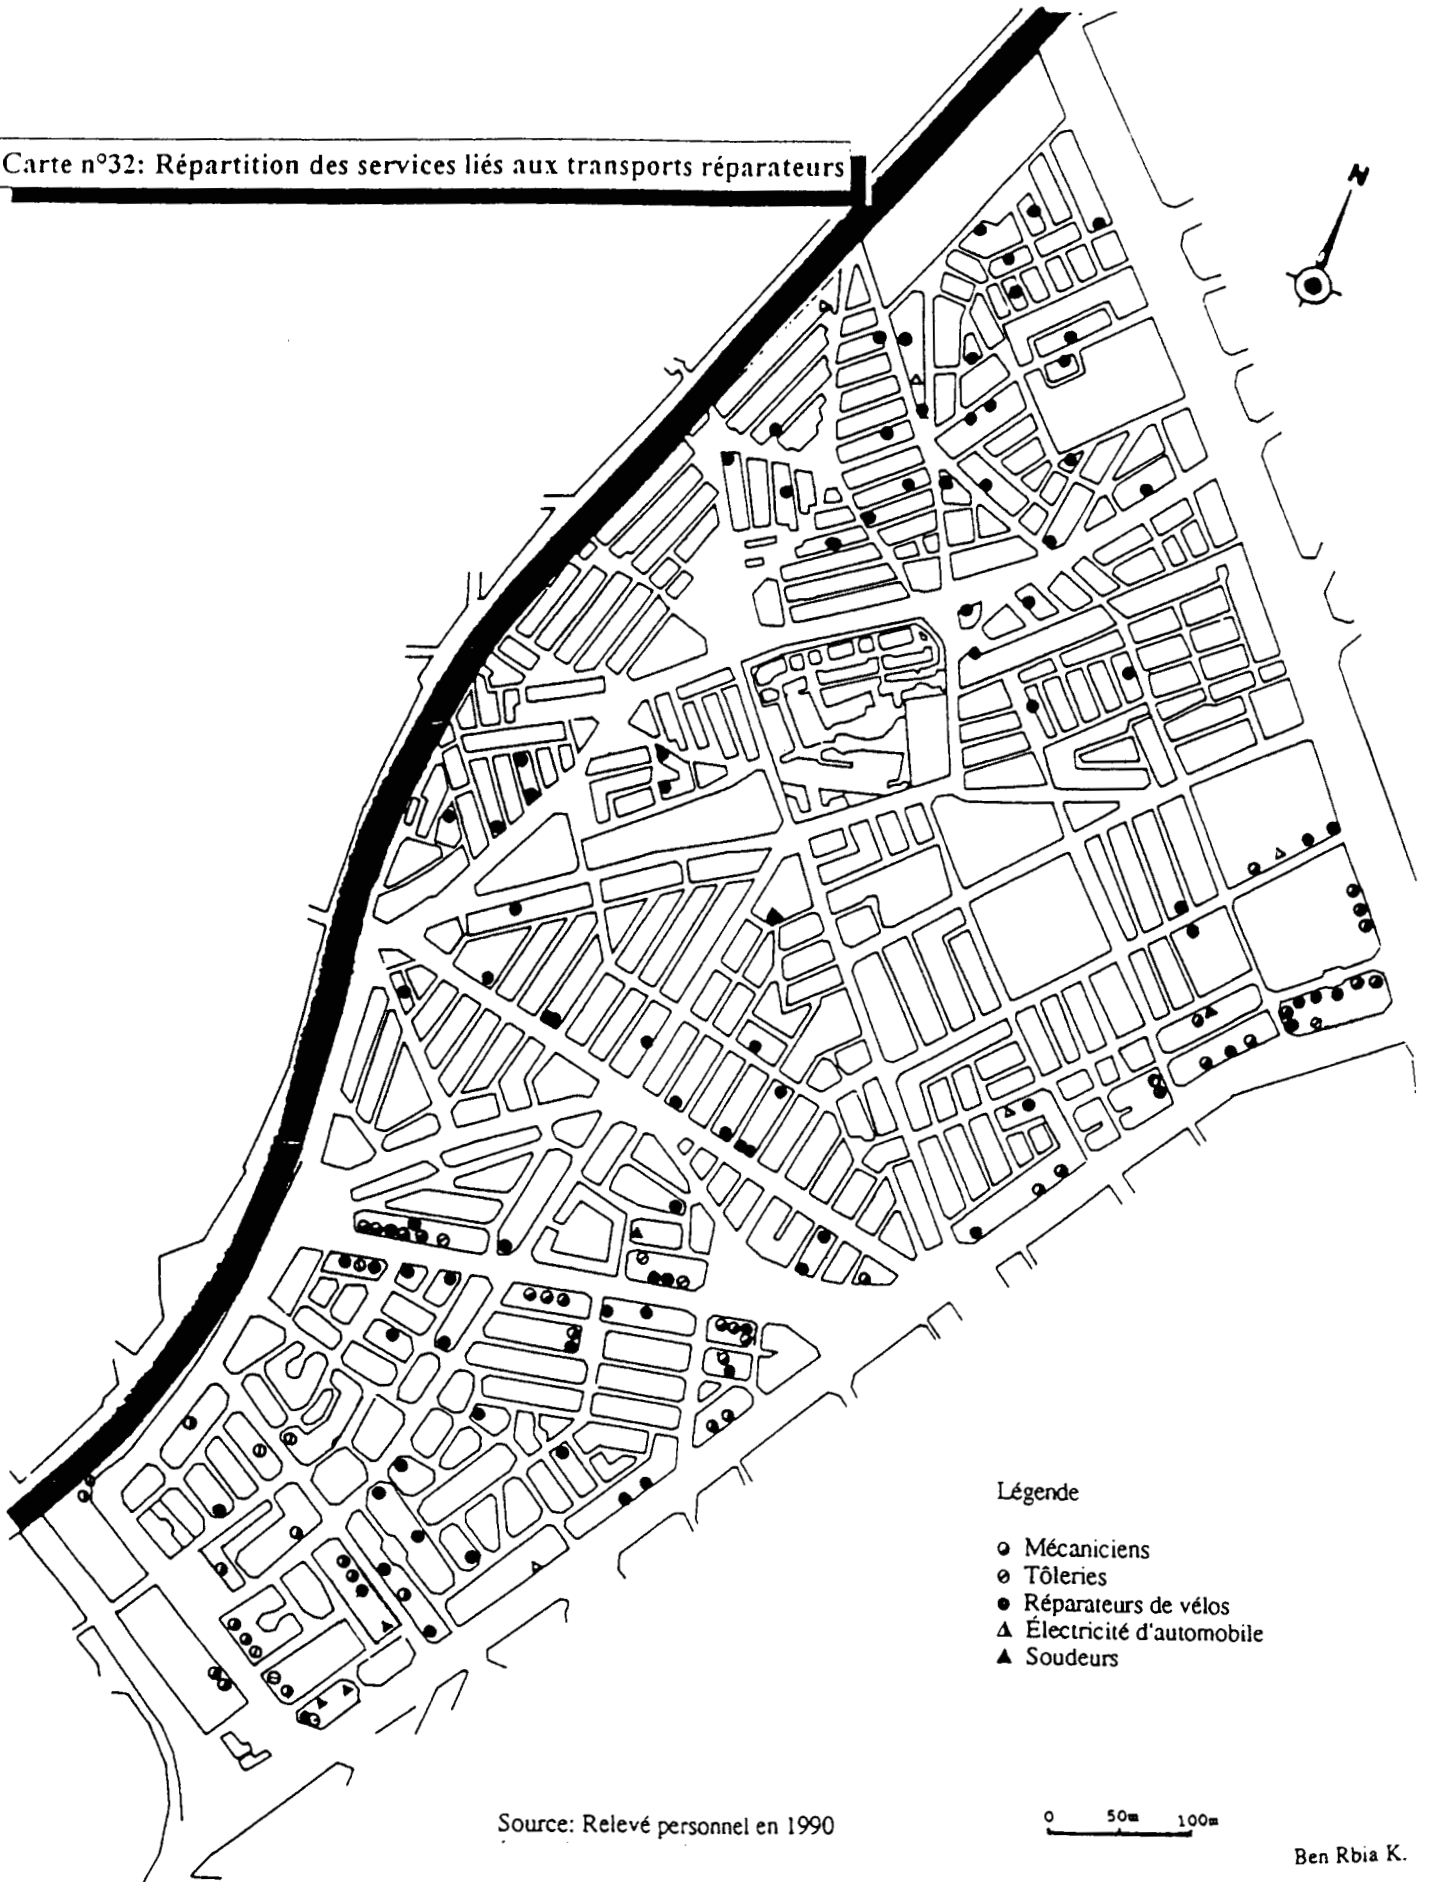 Carte n°32: Répartition des services liés aux transports réparateurs
N
Légende
Mécaniciens
Tôleries
Réparateurs de vélos
Électricité d'automobile
Soudeurs
Source: Relevé personnel en 1990
0 50m 100m
Ben Rbia K.